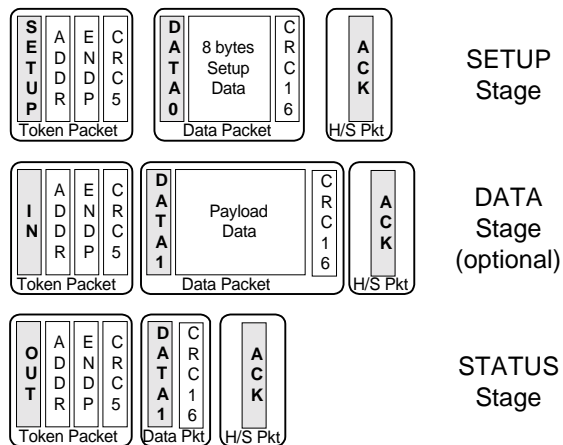 SETUP
ADDR
ENDP
CRC5
Token Packet
DATA0
8 bytes
Setup
Data
CRC16
Data Packet
ACK
H/S Pkt
SETUP
Stage
IN
ADDR
ENDP
CRC5
Token Packet
DATA1
Payload
Data
CRC16
Data Packet
ACK
H/S Pkt
DATA
Stage
(optional)
OUT
ADDR
ENDP
CRC5
Token Packet
DATA1
CRC16
Data Pkt
ACK
H/S Pkt
STATUS
Stage